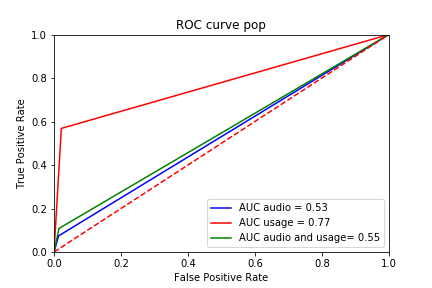 ROC curve pop
True Positive Rate
1.0
0.8
0.6
0.4
0.2
0.0
AUC audio = 0.53
AUC usage = 0.77
AUC audio and usage= 0.55
0.0 0.2 0.4 0.6 0.8 1.0
False Positive Rate